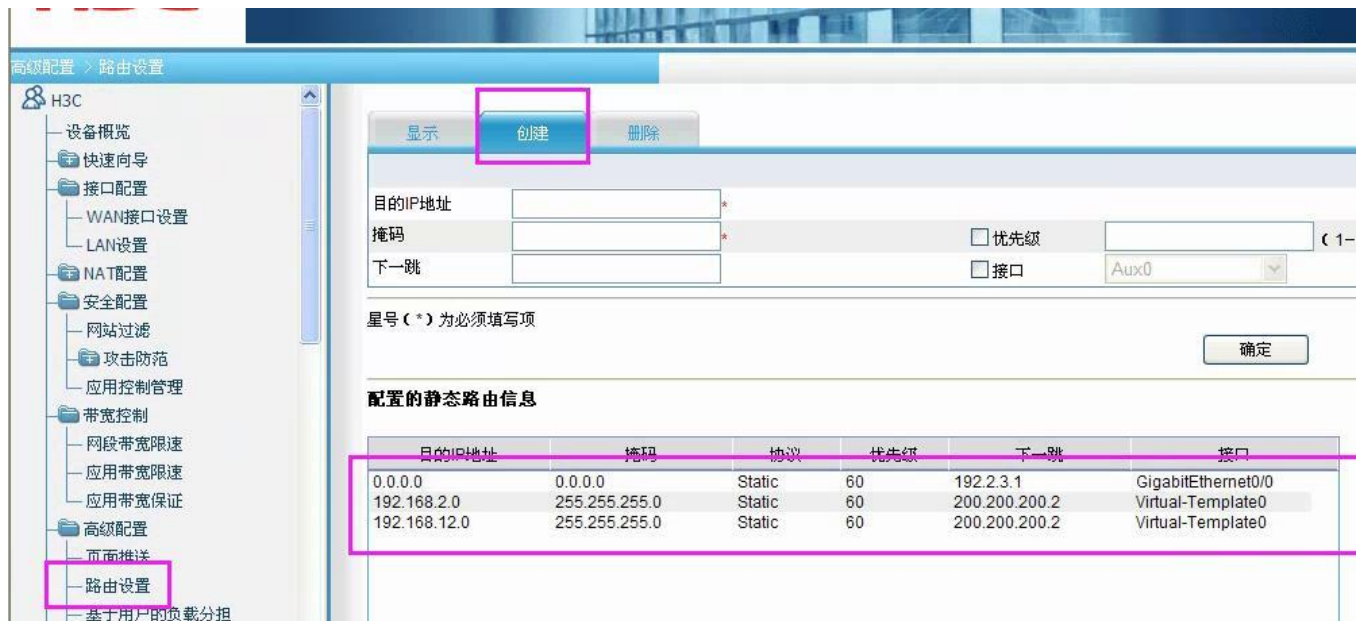 高级配置 > 路由设置
H3C
设备概览
快速向导
接口配置
WAN接口设置
LAN设置
NAT配置
安全配置
网站过滤
攻击防范
应用控制管理
带宽控制
网段带宽限速
应用带宽限速
应用带宽保证
高级配置
页面推送
路由设置
基于用户的负载分担
显示 创建 删除
目的IP地址 *
掩码 * 优先级 (1-
下一跳 接口 Aux0
星号(*)为必须填写项
确定
配置的静态路由信息
目的IP地址 掩码 协议 优先级 下一跳 接口
0.0.0.0 0.0.0.0 Static 60 192.2.3.1 GigabitEthernet0/0
192.168.2.0 255.255.255.0 Static 60 200.200.200.2 Virtual-Template0
192.168.12.0 255.255.255.0 Static 60 200.200.200.2 Virtual-Template0